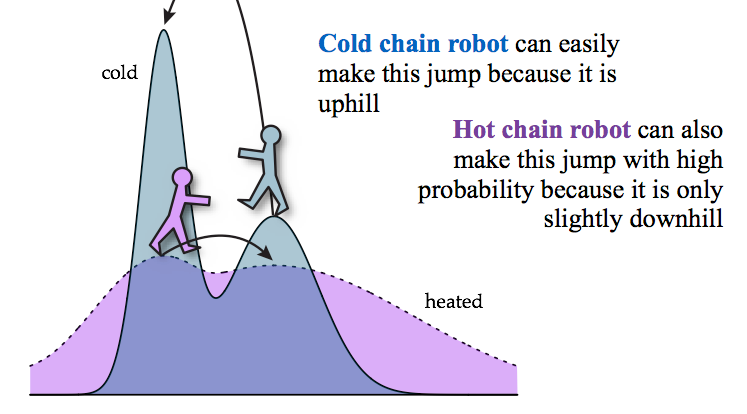 Cold chain robot can easily
make this jump because it is
uphill
cold
Hot chain robot can also
make this jump with high
probability because it is only
slightly downhill
heated